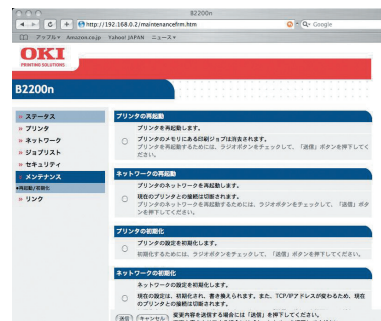 B2200n
http://192.168.0.2/maintenancefrm.htm
Google
アップル▼ Amazon.co.jp Yahoo! JAPAN ニュース▼
OKI
PRINTING SOLUTIONS
B2200n
» ステータス
» プリンタ
» ネットワーク
» ジョブリスト
» セキュリティ
» メンテナンス
■再起動/初期化
» リンク
プリンタの再起動
プリンタを再起動します。
プリンタのメモリにある印刷ジョブは消去されます。
プリンタを再起動するためには、ラジオボタンをチェックして、「送信」ボタンを押下してく
ださい。
ネットワークの再起動
プリンタのネットワークを再起動します。
現在のプリンタとの接続は切断されます。
プリンタのネットワークを再起動するためには、ラジオボタンをチェックして、「送信」ボタ
ンを押下してください。
プリンタの初期化
プリンタの設定を初期化します。
初期化するためには、ラジオボタンをチェックして、「送信」ボタンを押下してください。
ネットワークの初期化
ネットワークの設定を初期化します。
現在の設定は、初期化され、書き換えられます。また、TCP/IPアドレスが変わるため、現在
のプリンタとの接続は切断されます。
送信 キャンセル 変更内容を送信する場合には「送信」を押下してください。